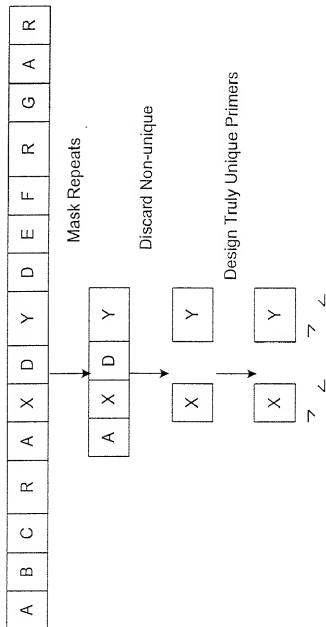 A B C R A X D Y D E F R G A R
Mask Repeats
A X D Y
Discard Non-unique
X Y
Design Truly Unique Primers
X Y